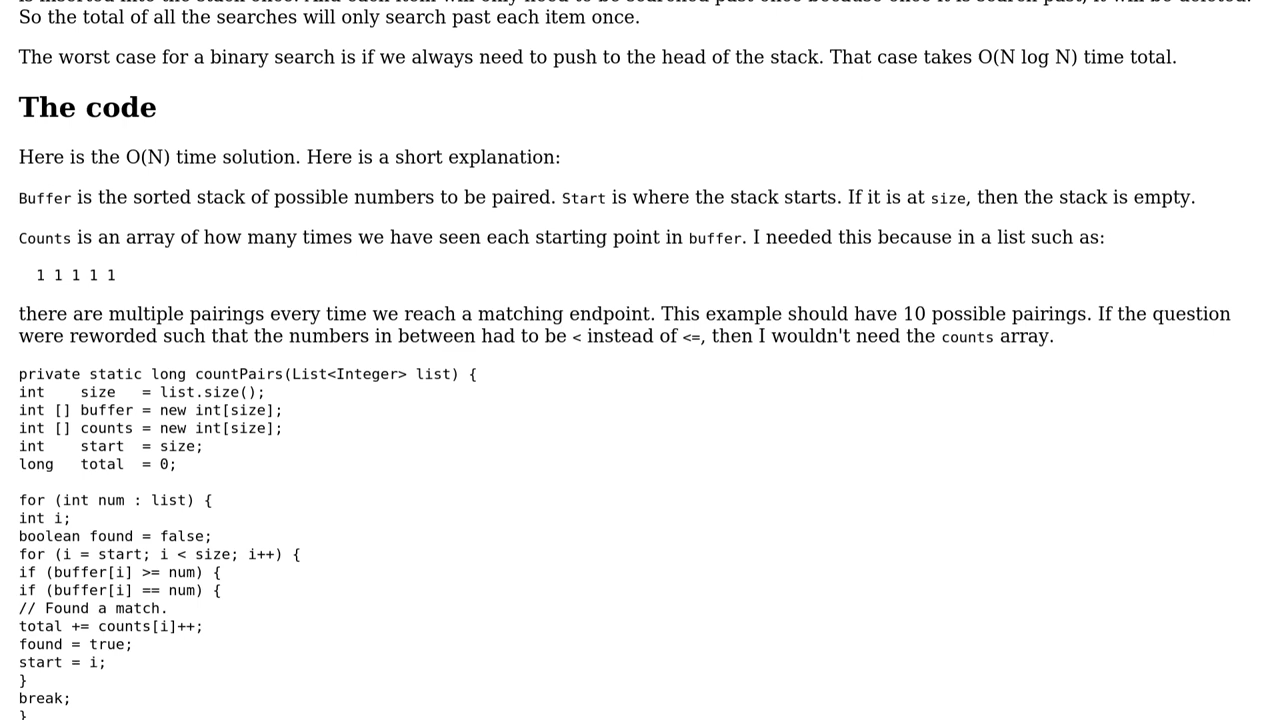 So the total of all the searches will only search past each item once.
The worst case for a binary search is if we always need to push to the head of the stack. That case takes O(N log N) time total.
The code
Here is the O(N) time solution. Here is a short explanation:
Buffer is the sorted stack of possible numbers to be paired. Start is where the stack starts. If it is at size, then the stack is empty.
Counts is an array of how many times we have seen each starting point in buffer. I needed this because in a list such as:
1 1 1 1 1
there are multiple pairings every time we reach a matching endpoint. This example should have 10 possible pairings. If the question
were reworded such that the numbers in between had to be < instead of <=, then I wouldn't need the counts array.
private static long countPairs(List<Integer> list) {
int    size   = list.size();
int [] buffer = new int[size];
int [] counts = new int[size];
int    start  = size;
long   total  = 0;
for (int num : list) {
int i;
boolean found = false;
for (i = start; i < size; i++) {
if (buffer[i] >= num) {
if (buffer[i] == num) {
// Found a match.
total += counts[i]++;
found = true;
start = i;
}
break;
}